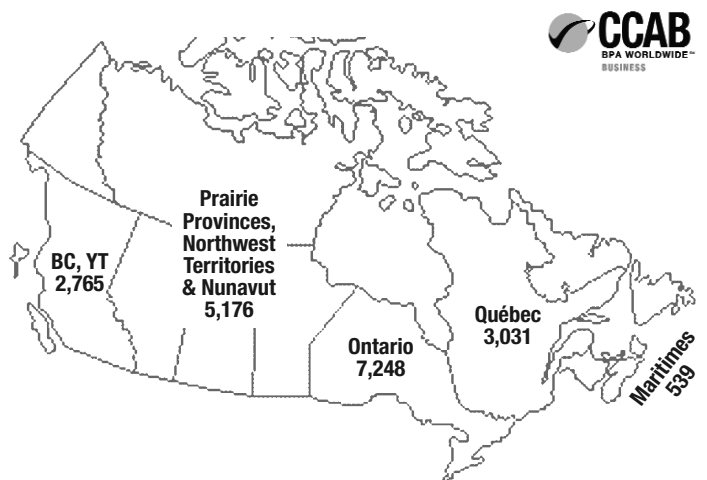 CCAB
BPA WORLDWIDE℠
BUSINESS
Prairie
Provinces,
Northwest
Territories
& Nunavut
5,176
BC, YT
2,765
Ontario
7,248
Québec
3,031
Maritimes
539